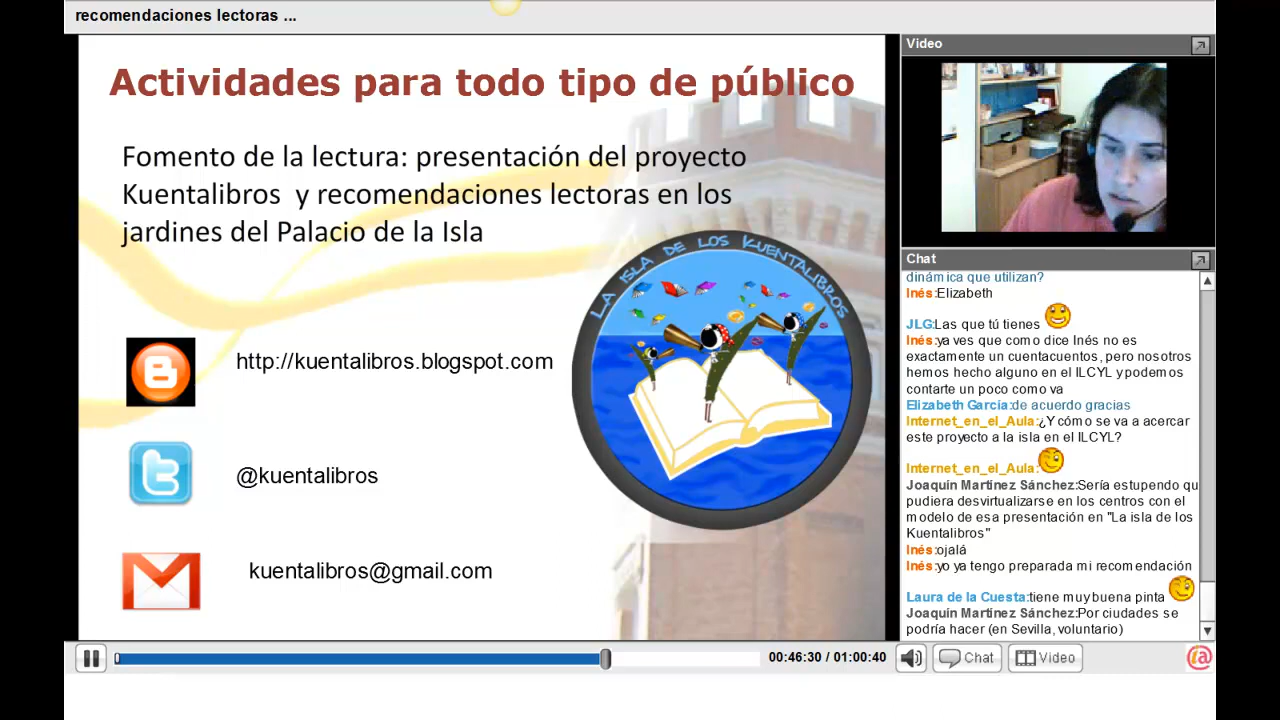 recomendaciones lectoras ...
Actividades para todo tipo de público
Fomento de la lectura: presentación del proyecto
Kuentalibros y recomendaciones lectoras en los
jardines del Palacio de la Isla
LA ISLA DE LOS KUENTALIBROS
http://kuentalibros.blogspot.com
@kuentalibros
kuentalibros@gmail.com
Video
Chat
dinámica que utilizan?
Inés:Elizabeth
JLG:Las que tú tienes
Inés:ya ves que como dice Inés no es
exactamente un cuentacuentos, pero nosotros
hemos hecho alguno en el ILCYL y podemos
contarte un poco como va
Elizabeth García:de acuerdo gracias
Internet_en_el_Aula:¿Y cómo se va a acercar
este proyecto a la isla en el ILCYL?
Internet_en_el_Aula:
Joaquín Martínez Sánchez:Sería estupendo qu
pudiera desvirtualizarse en los centros con el
modelo de esa presentación en "La isla de los
Kuentalibros"
Inés:ojalá
Inés:yo ya tengo preparada mi recomendación
Laura de la Cuesta:tiene muy buena pinta
Joaquín Martínez Sánchez:Por ciudades se
podría hacer (en Sevilla, voluntario)
00:46:30 / 01:00:40
Chat
Video